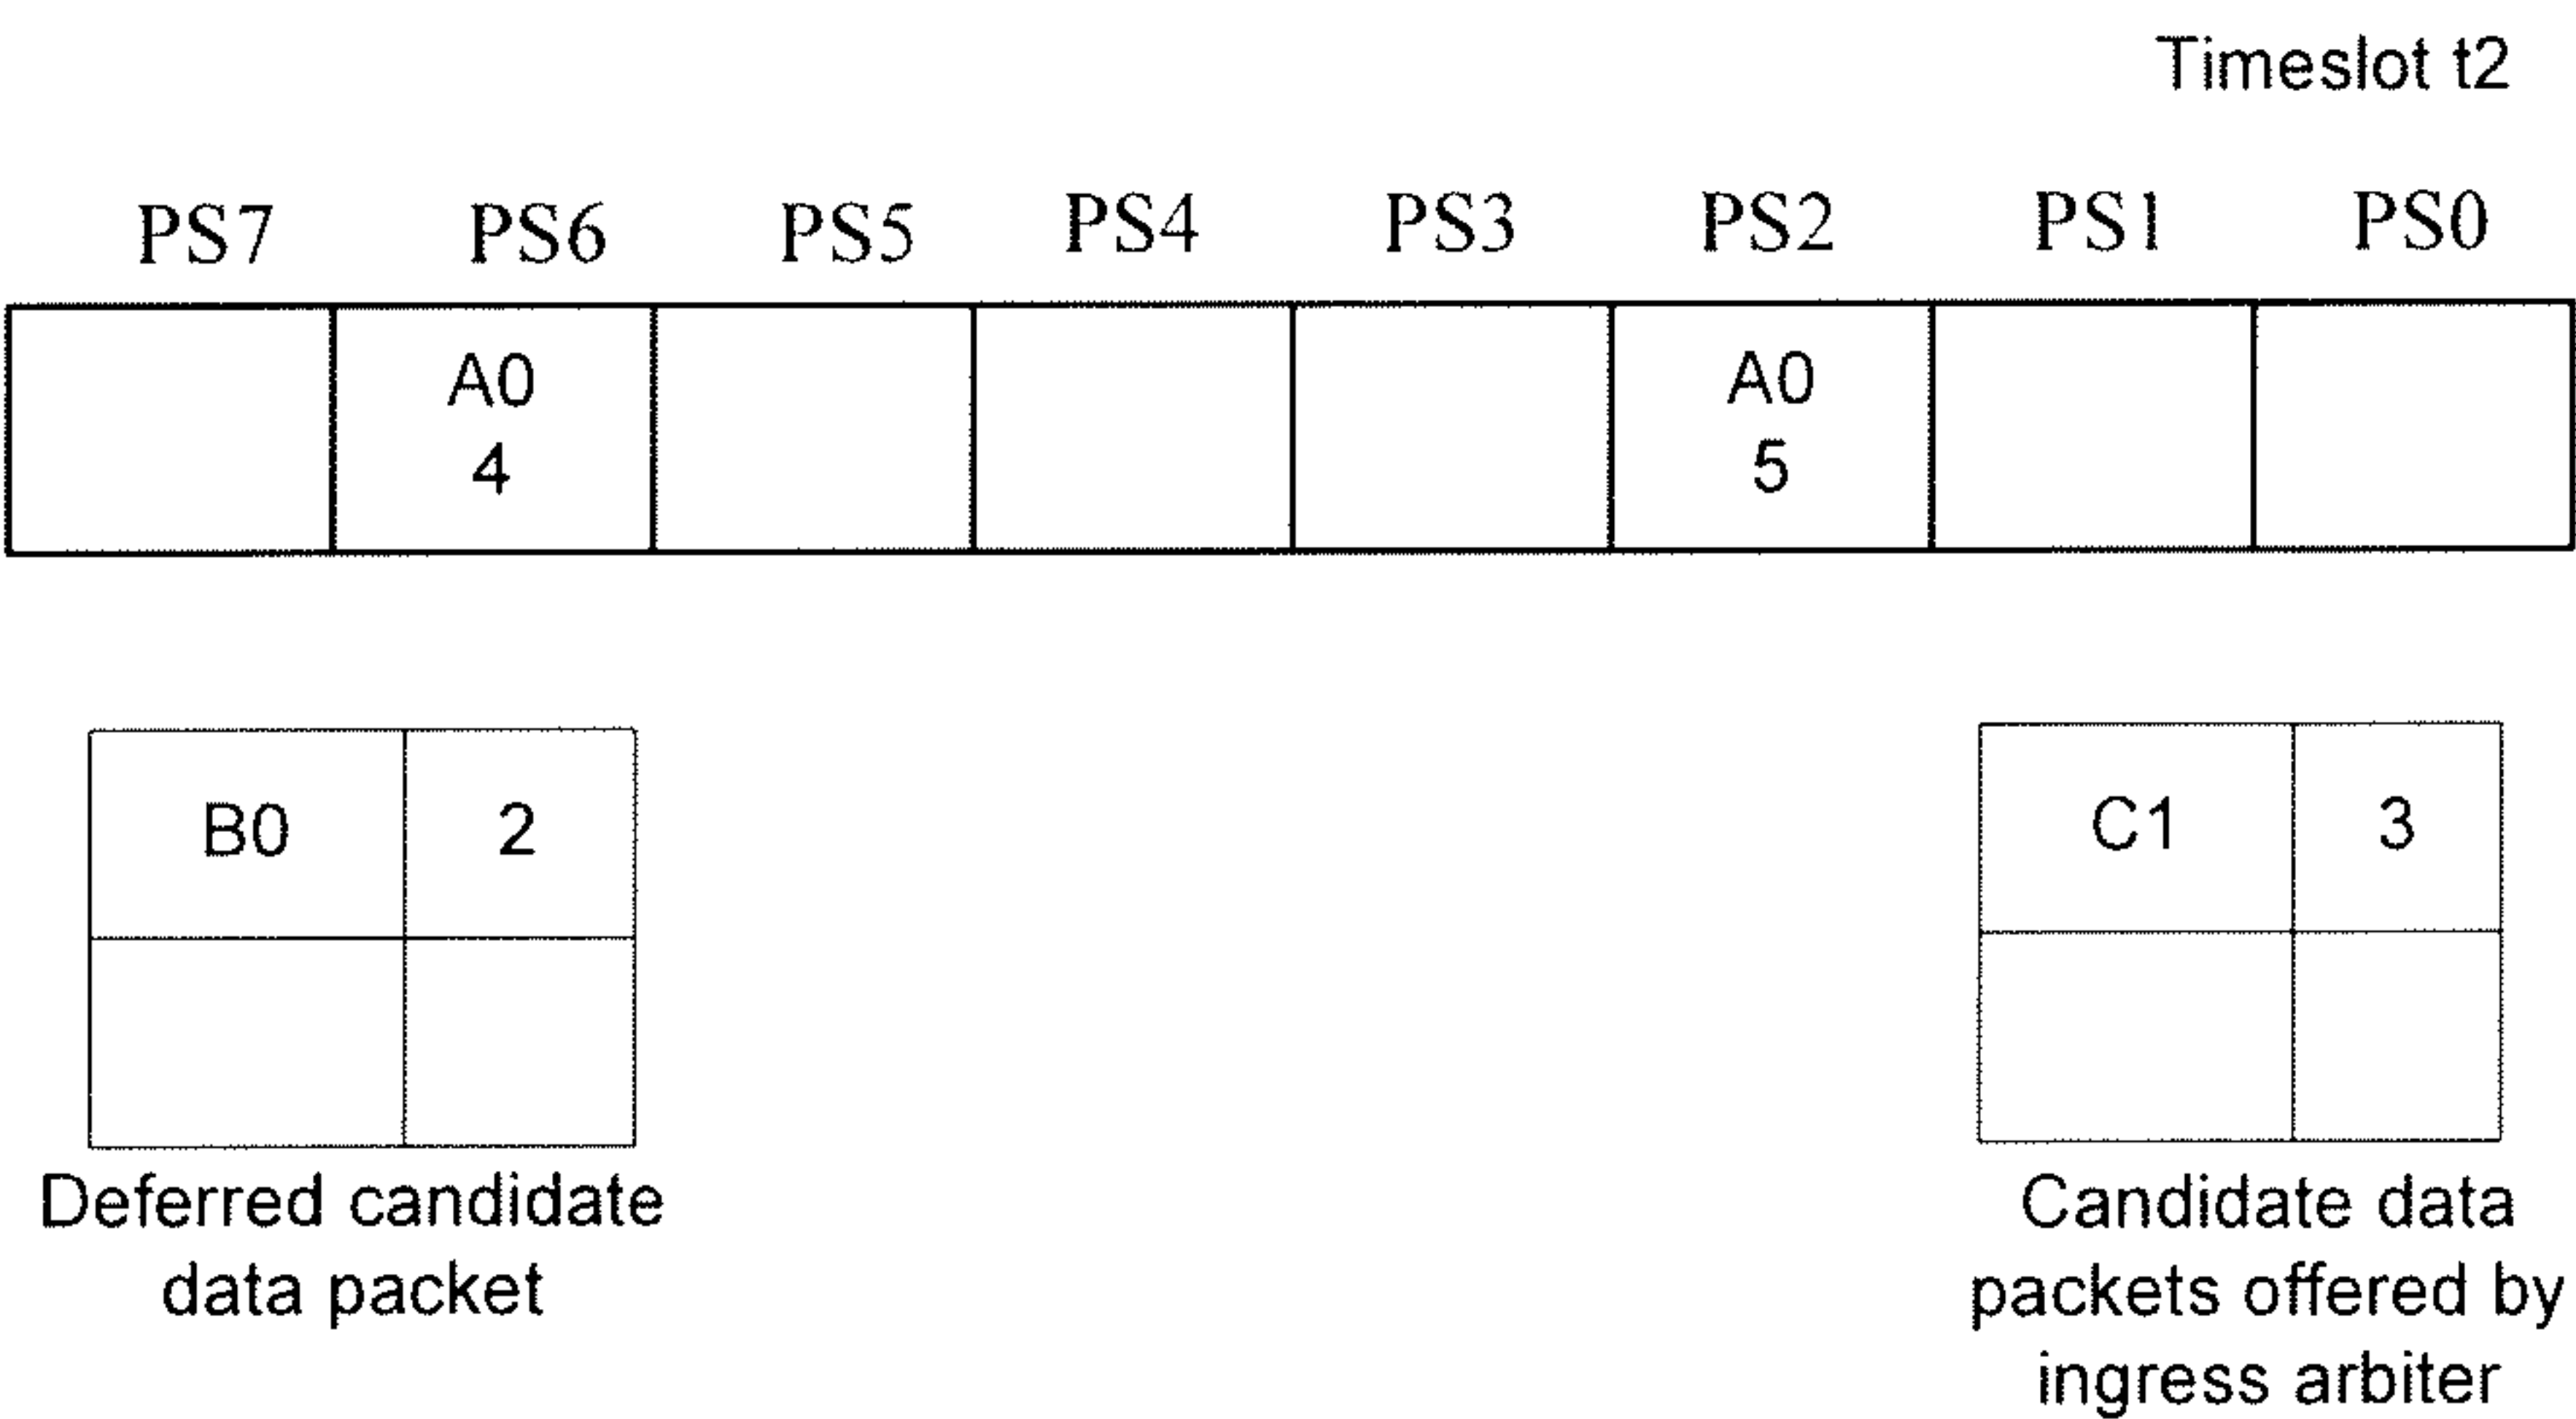 Timeslot t2
PS7 PS6 PS5 PS4 PS3 PS2 PS1 PS0
A0 A0
4 5
B0 2
C1 3
Deferred candidate
data packet
Candidate data
packets offered by
ingress arbiter